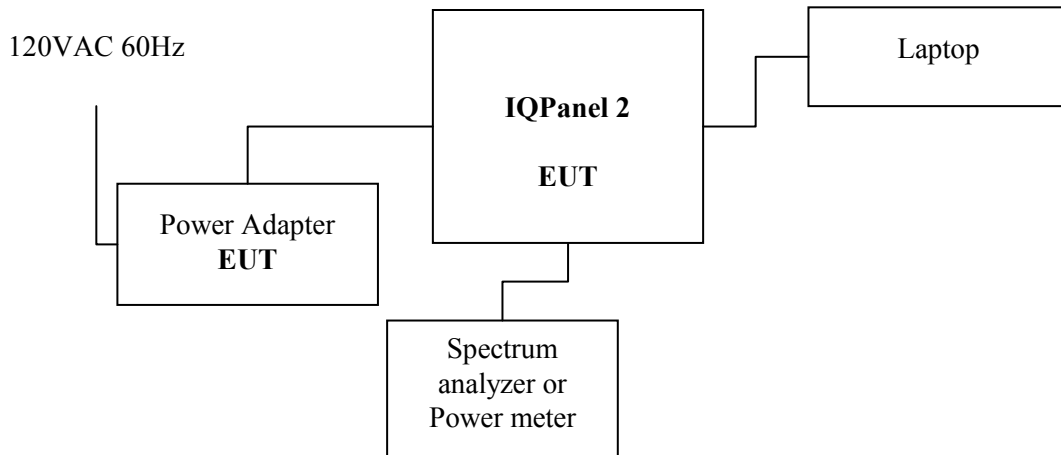 120VAC 60Hz
IQPanel 2
EUT
Laptop
Power Adapter
EUT
Spectrum
analyzer or
Power meter